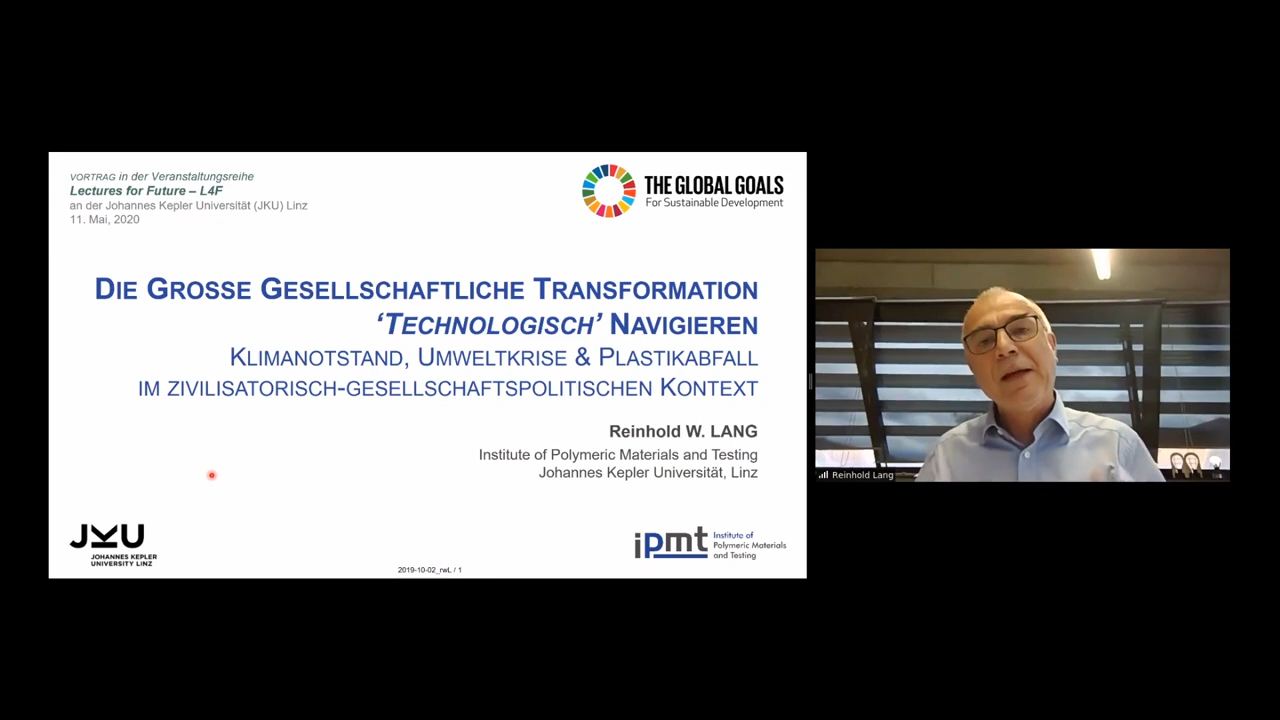 VORTRAG in der Veranstaltungsreihe
Lectures for Future – L4F
an der Johannes Kepler Universität (JKU) Linz
11. Mai, 2020
THE GLOBAL GOALS
For Sustainable Development
DIE GROSSE GESELLSCHAFTLICHE TRANSFORMATION
‘TECHNOLOGISCH’ NAVIGIEREN
KLIMANOTSTAND, UMWELTKRISE & PLASTIKABFALL
IM ZIVILISATORISCH-GESELLSCHAFTSPOLITISCHEN KONTEXT
Reinhold W. LANG
Institute of Polymeric Materials and Testing
Johannes Kepler Universität, Linz
JKU
JOHANNES KEPLER
UNIVERSITY LINZ
2019-10-02_rwL / 1
ipmt
Institute of
Polymeric Materials
and Testing
Reinhold Lang